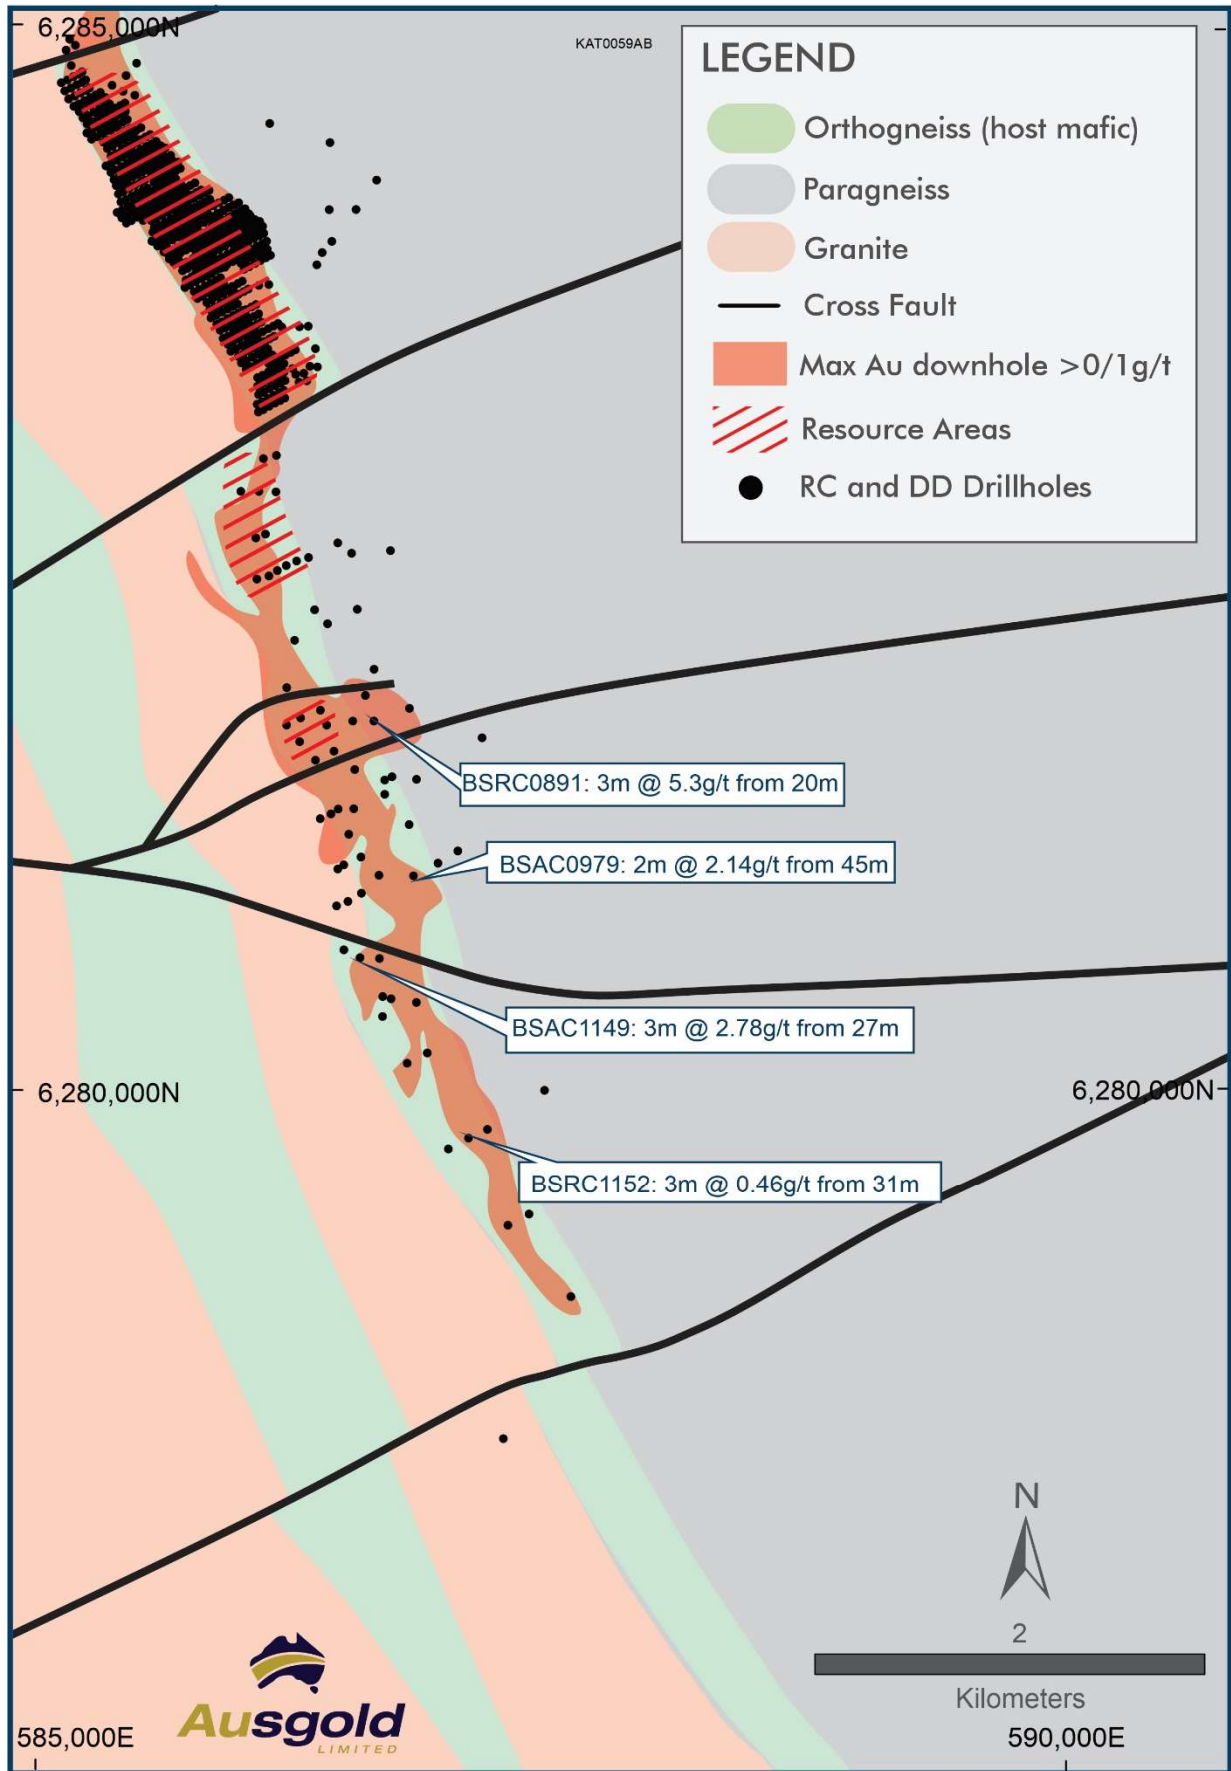 6,285,000N
KAT0059AB
LEGEND
Orthogneiss (host mafic)
Paragneiss
Granite
Cross Fault
Max Au downhole >0/1g/t
Resource Areas
RC and DD Drillholes
BSRC0891: 3m @ 5.3g/t from 20m
BSAC0979: 2m @ 2.14g/t from 45m
BSAC1149: 3m @ 2.78g/t from 27m
6,280,000N
6,280,000N
BSRC1152: 3m @ 0.46g/t from 31m
N
2
Kilometers
Ausgold
LIMITED
585,000E
590,000E